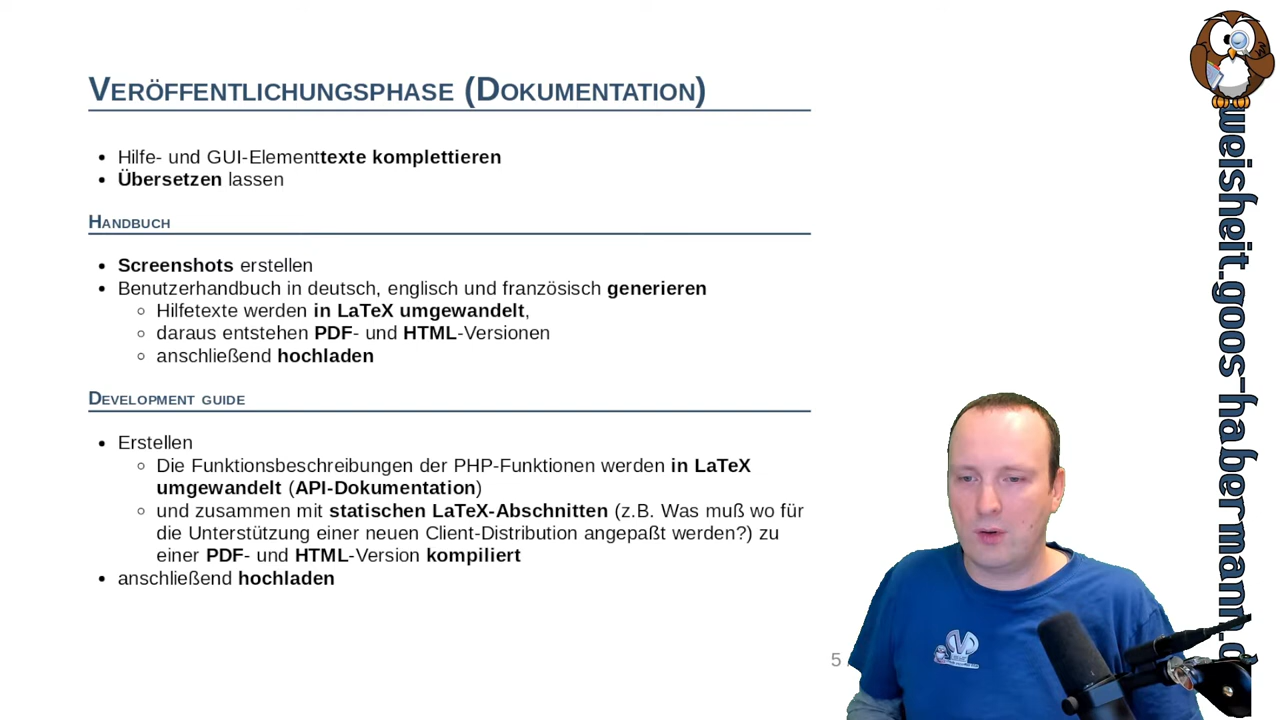 Veröffentlichungsphase (Dokumentation)
Hilfe- und GUI-Elementtexte komplettieren
Übersetzen lassen
Handbuch
Screenshots erstellen
Benutzerhandbuch in deutsch, englisch und französisch generieren
Hilfetexte werden in LaTeX umgewandelt,
daraus entstehen PDF- und HTML-Versionen
anschließend hochladen
Development guide
Erstellen
Die Funktionsbeschreibungen der PHP-Funktionen werden in LaTeX
umgewandelt (API-Dokumentation)
und zusammen mit statischen LaTeX-Abschnitten (z.B. Was muß wo für
die Unterstützung einer neuen Client-Distribution angepaßt werden?) zu
einer PDF- und HTML-Version kompiliert
anschließend hochladen
5 /
weisheit.goos-habermann.d